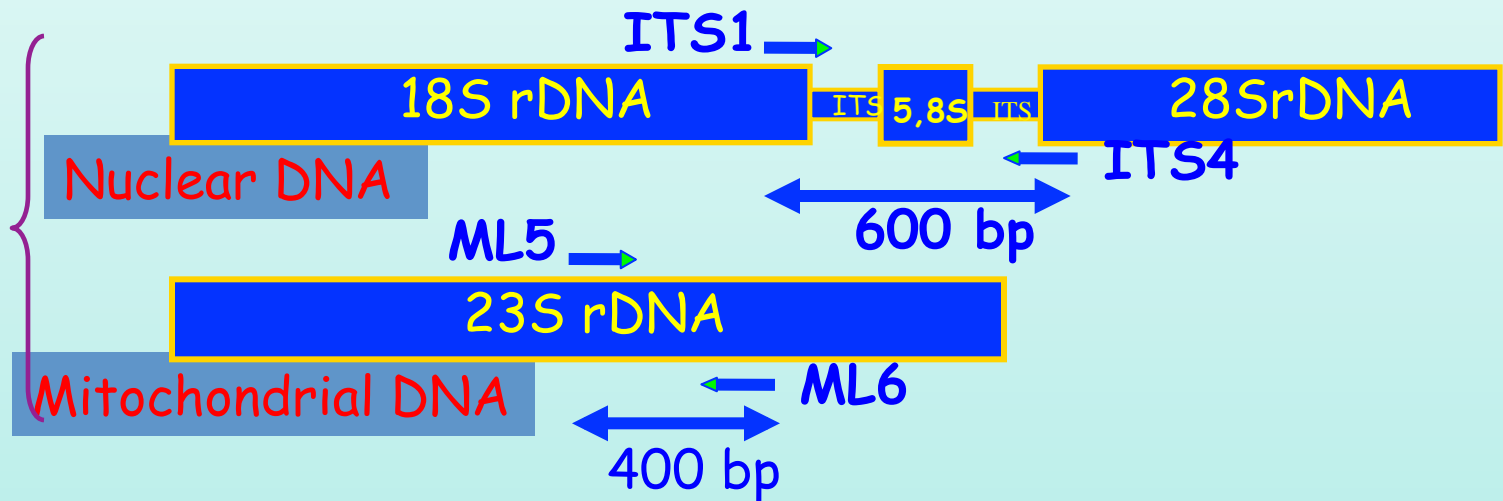 ITS1
18S rDNA
ITS
5,8S
ITS
28SrDNA
Nuclear DNA
ITS4
600 bp
ML5
23S rDNA
Mitochondrial DNA
ML6
400 bp